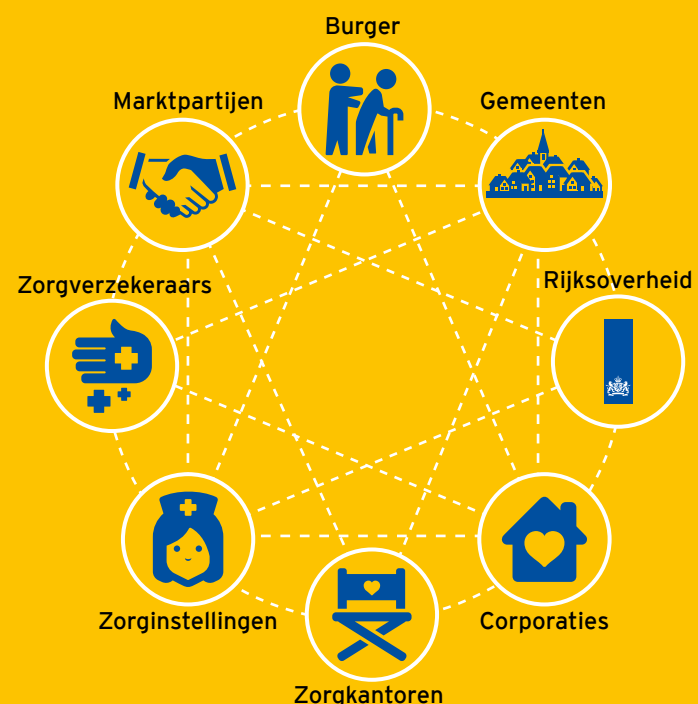 Burger
Marktpartijen
Gemeenten
Zorgverzekeraars
Rijksoverheid
Zorginstellingen
Corporaties
Zorgkantoren